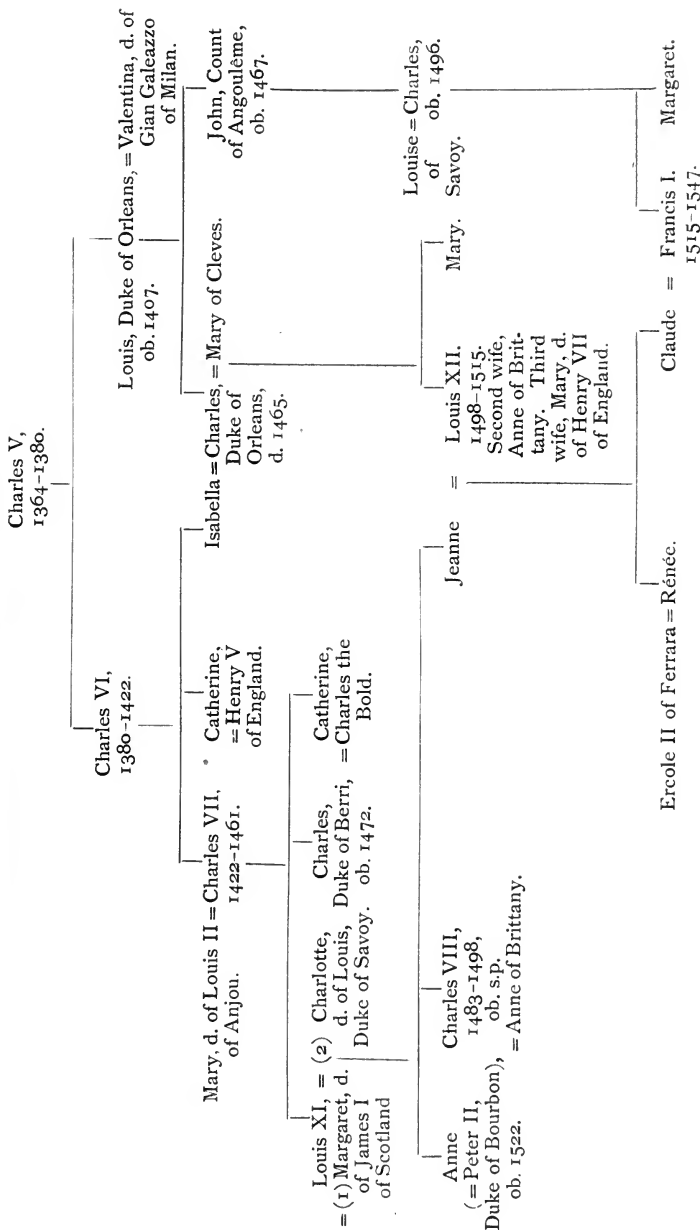 Charles V,
1364–1380.
Charles VI,
1380–1422.
Louis, Duke of Orleans, = Valentina, d. of
ob. 1407.
Gian Galeazzo
of Milan.
Mary, d. of Louis II = Charles VII,
of Anjou.
1422–1461.
Catherine,
= Henry V
of England.
Isabella = Charles, = Mary of Cleves.
Duke of
Orleans,
d. 1465.
John, Count
of Angoulême,
ob. 1467.
Louis XI, = (2)
= (1) Margaret, d.
of James I
of Scotland
Charlotte,
d. of Louis,
Duke of Savoy.
Charles,
Duke of Berri,
ob. 1472.
Catherine,
= Charles the
Bold.
Louise = Charles,
of
Savoy.
ob. 1496.
Anne
(= Peter II,
Duke of Bourbon),
ob. 1522.
Charles VIII,
1483–1498,
ob. s.p.
= Anne of Brittany.
Jeanne = Louis XII.
1498–1515.
Second wife,
Anne of Brit-
tany. Third
wife, Mary, d.
of Henry VII
of England.
Mary.
Ercole II of Ferrara = Rénée.
Claude = Francis I.
1515–1547.
Margaret.